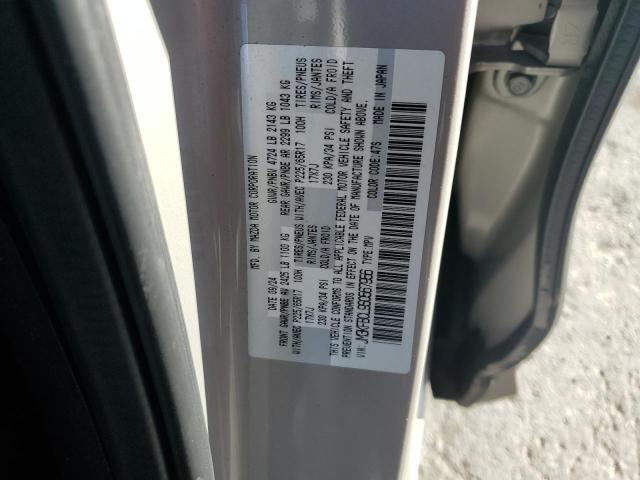 MFD. BY MAZDA MOTOR CORPORATION
DATE 09/24 GVWR/PNBV 4724 LB 2143 KG
FRONT GAWR/PNBE AV 2425 LB 1100 KG REAR GAWR/PNBE AR 2299 LB 1043 KG
WITH/AVEC P225/65R17 100H TIRES/PNEUS WITH/AVEC P225/65R17 100H TIRES/PNEUS
17X7J RIMS/JANTES 17X7J RIMS/JANTES
230 KPA/34 PSI COLD/A FROID 230 KPA/34 PSI COLD/A FROID
THIS VEHICLE CONFORMS TO ALL APPLICABLE FEDERAL MOTOR VEHICLE SAFETY AND THEFT
PREVENTION STANDARDS IN EFFECT ON THE DATE OF MANUFACTURE SHOWN ABOVE.
VIN: TYPE: MPV COLOR CODE: 47S MADE IN JAPAN